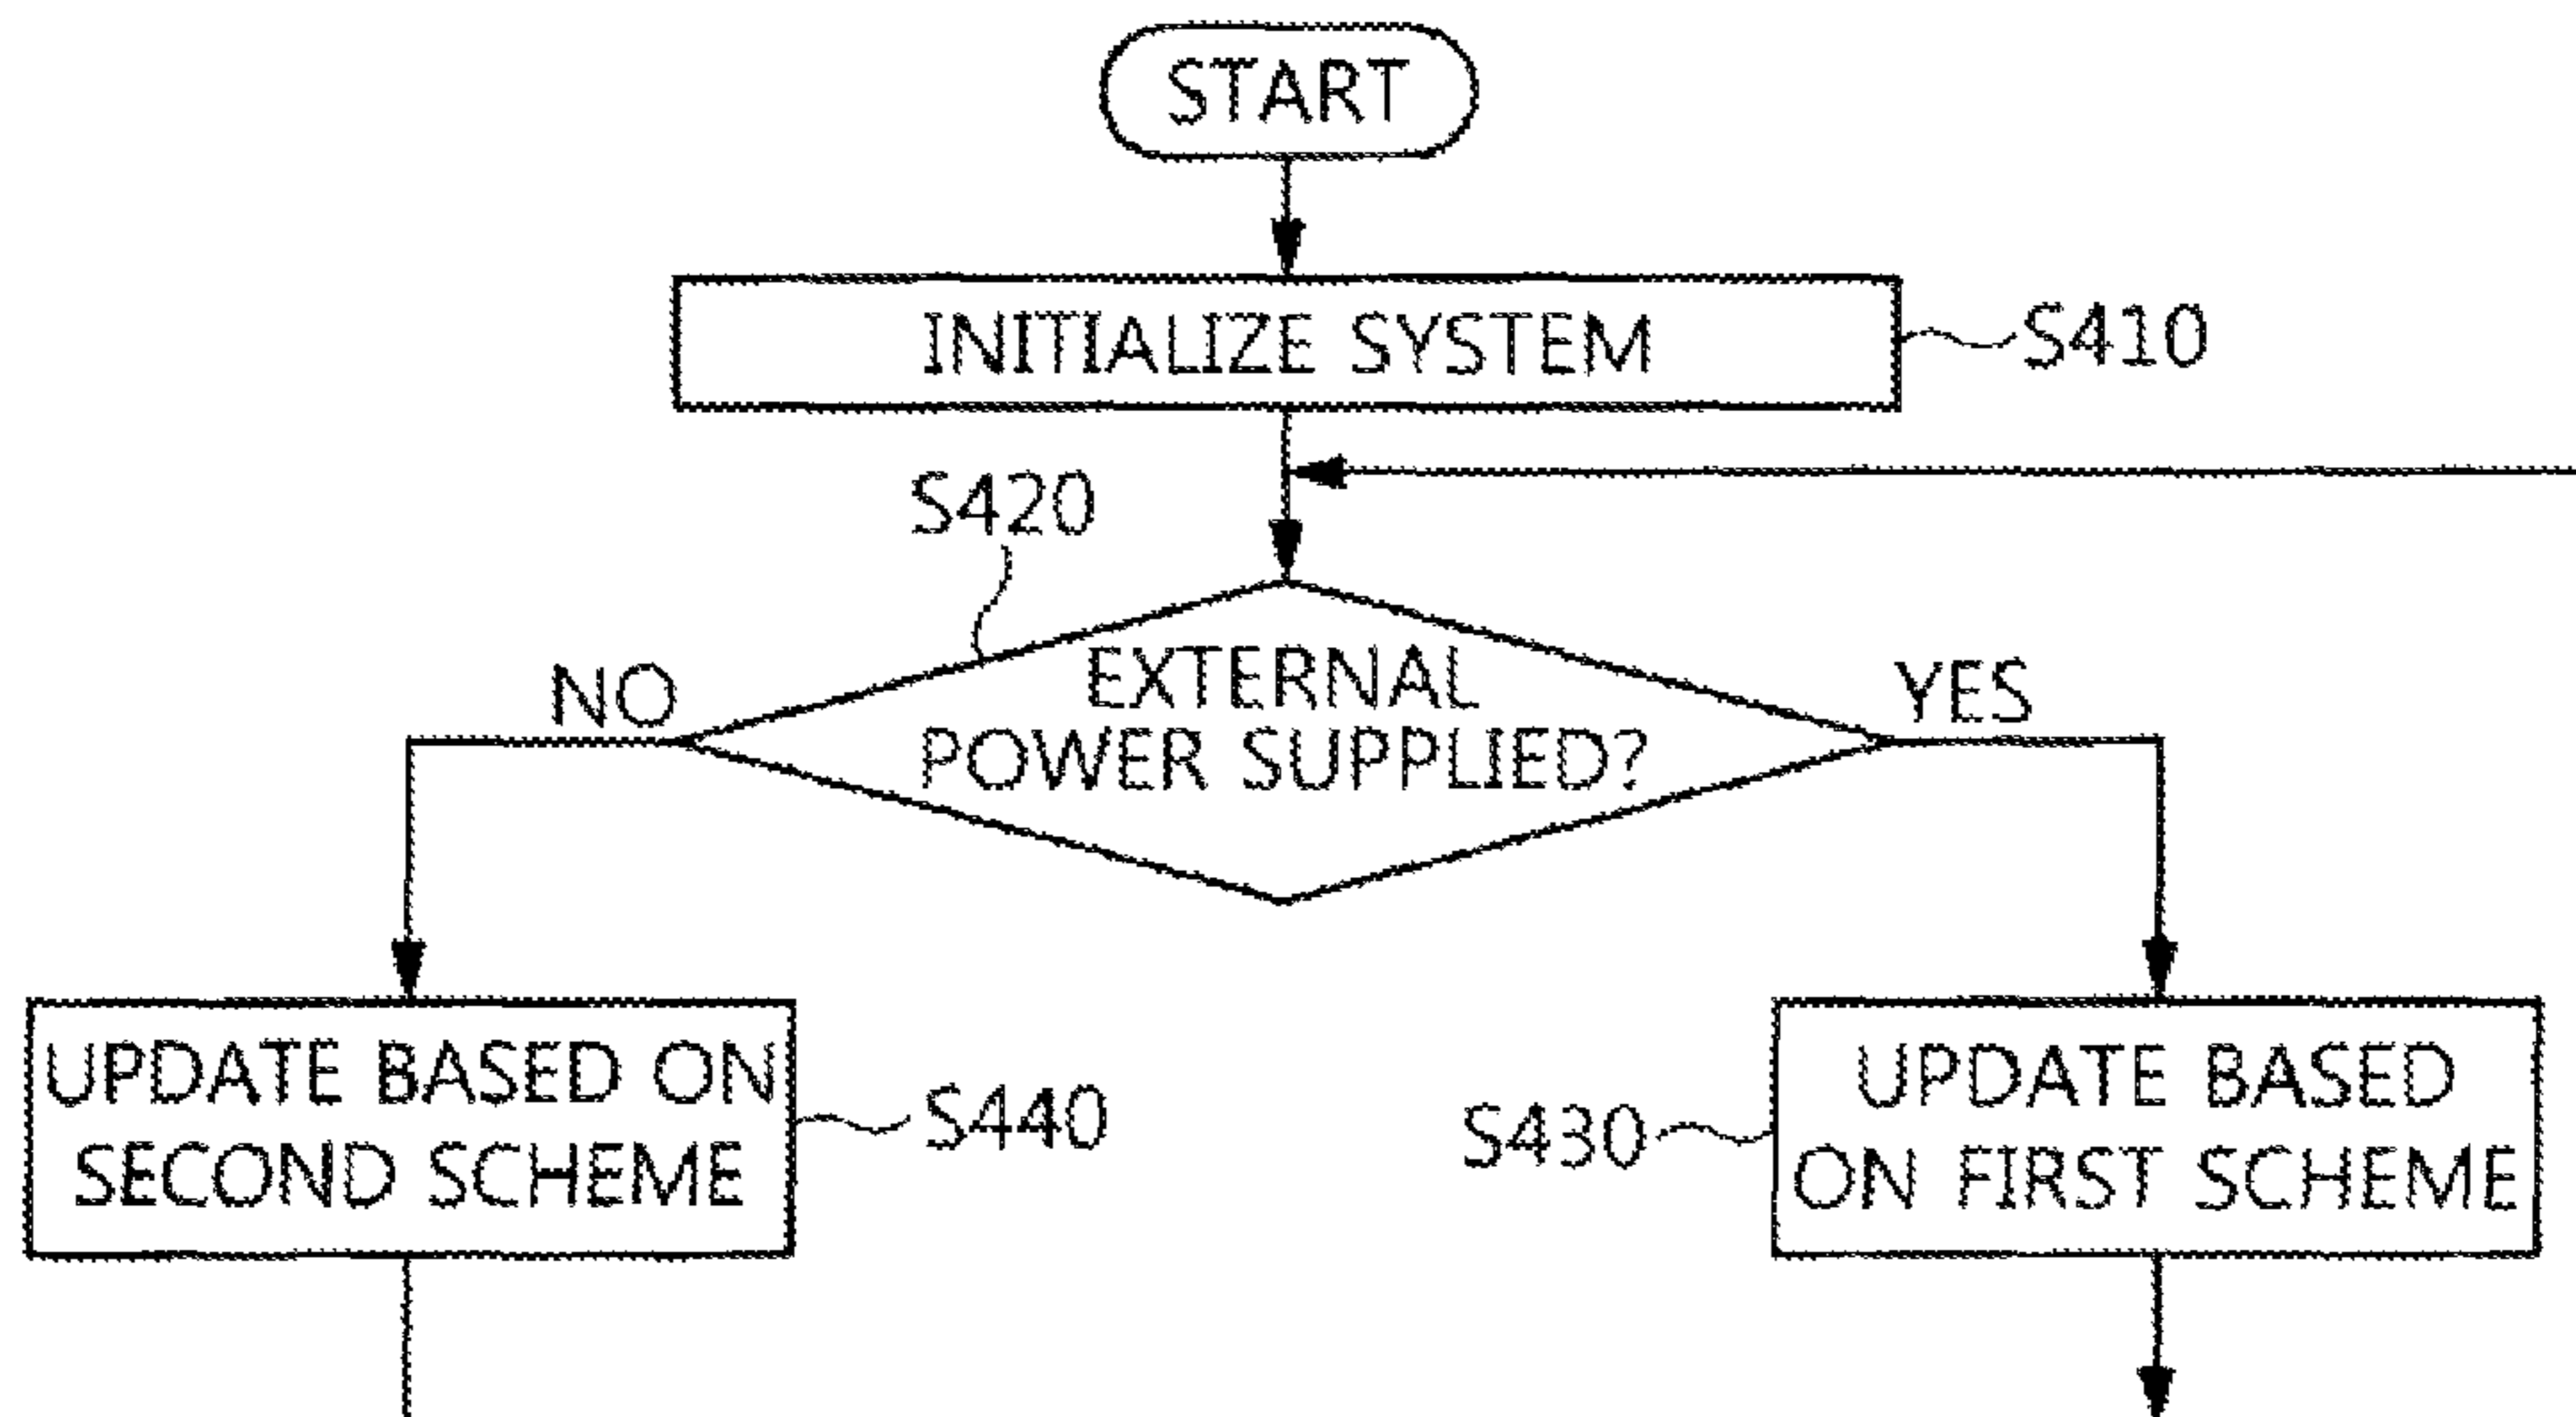 START
INITIALIZE SYSTEM
S410
S420
NO
EXTERNAL
POWER SUPPLIED?
YES
UPDATE BASED ON
SECOND SCHEME
S440
S430
UPDATE BASED
ON FIRST SCHEME